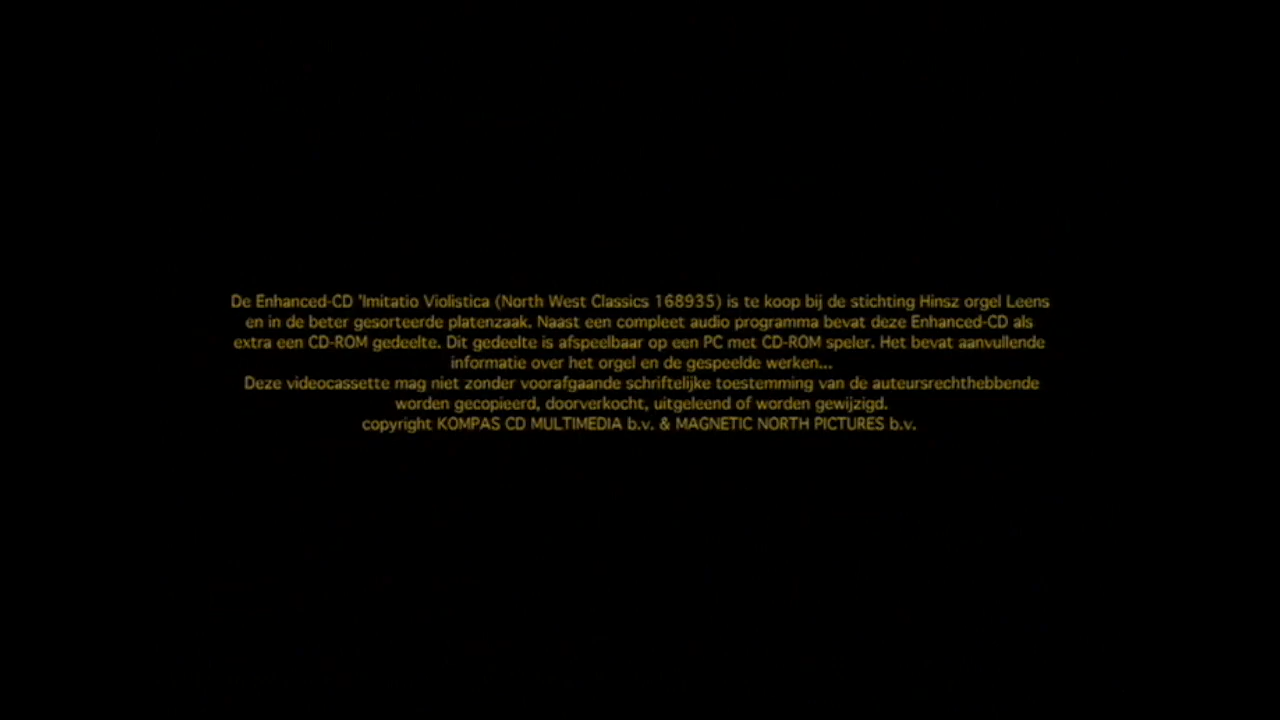 De Enhanced-CD 'Imitatio Violistica (North West Classics 168935) is te koop bij de stichting Hinsz orgel Leens
en in de beter gesorteerde platenzaak. Naast een compleet audio programma bevat deze Enhanced-CD als
extra een CD-ROM gedeelte. Dit gedeelte is afspeelbaar op een PC met CD-ROM speler. Het bevat aanvullende
informatie over het orgel en de gespeelde werken...
Deze videocassette mag niet zonder voorafgaande schriftelijke toestemming van de auteursrechthebbende
worden gecopieerd, doorverkocht, uitgeleend of worden gewijzigd.
copyright KOMPAS CD MULTIMEDIA b.v. & MAGNETIC NORTH PICTURES b.v.